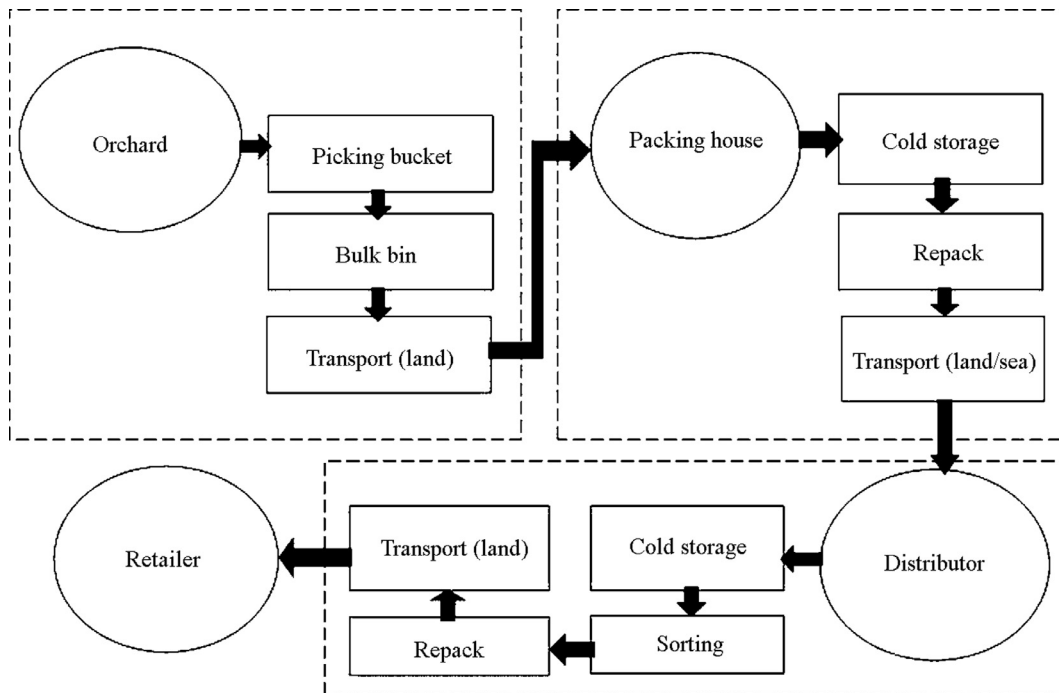 Orchard
Picking bucket
Bulk bin
Transport (land)
Packing house
Cold storage
Repack
Transport (land/sea)
Distributor
Cold storage
Sorting
Repack
Transport (land)
Retailer